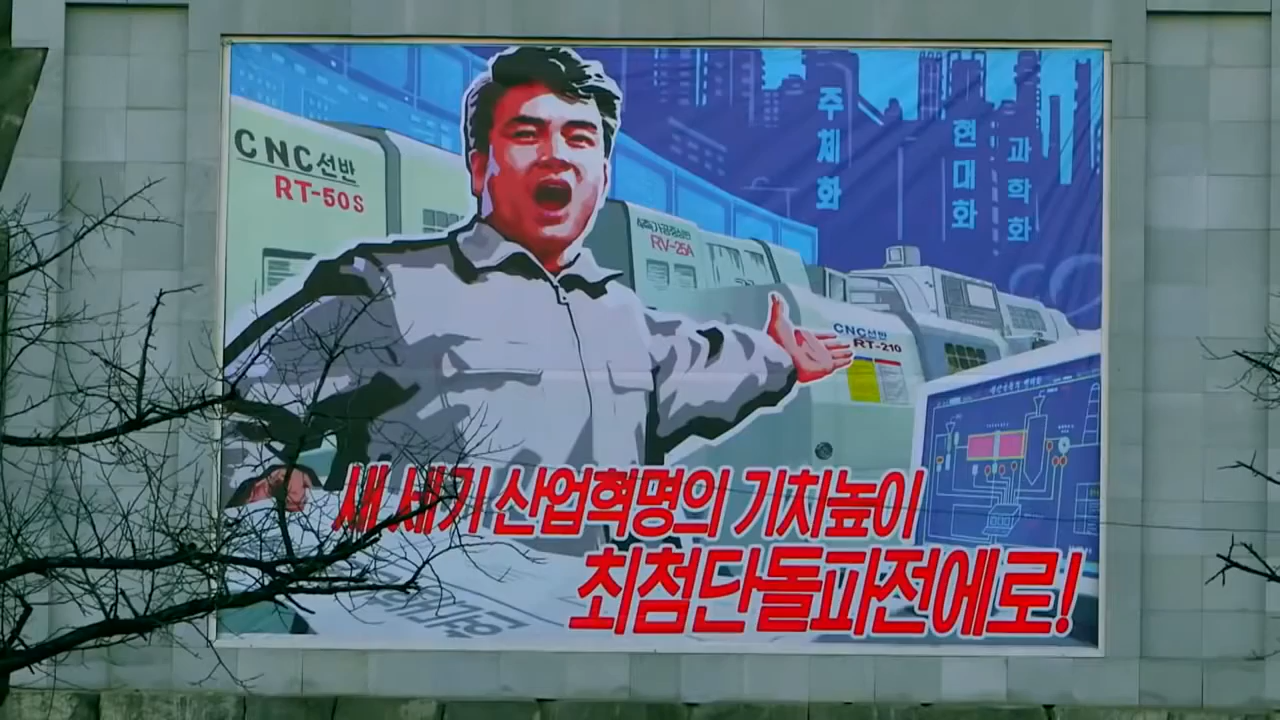 CNC선반
RT-50S
주체화
현대화
과학화
RV-25A
CNC선반
RT-210
새 세기 산업혁명의 기치높이
최첨단돌파전에로!